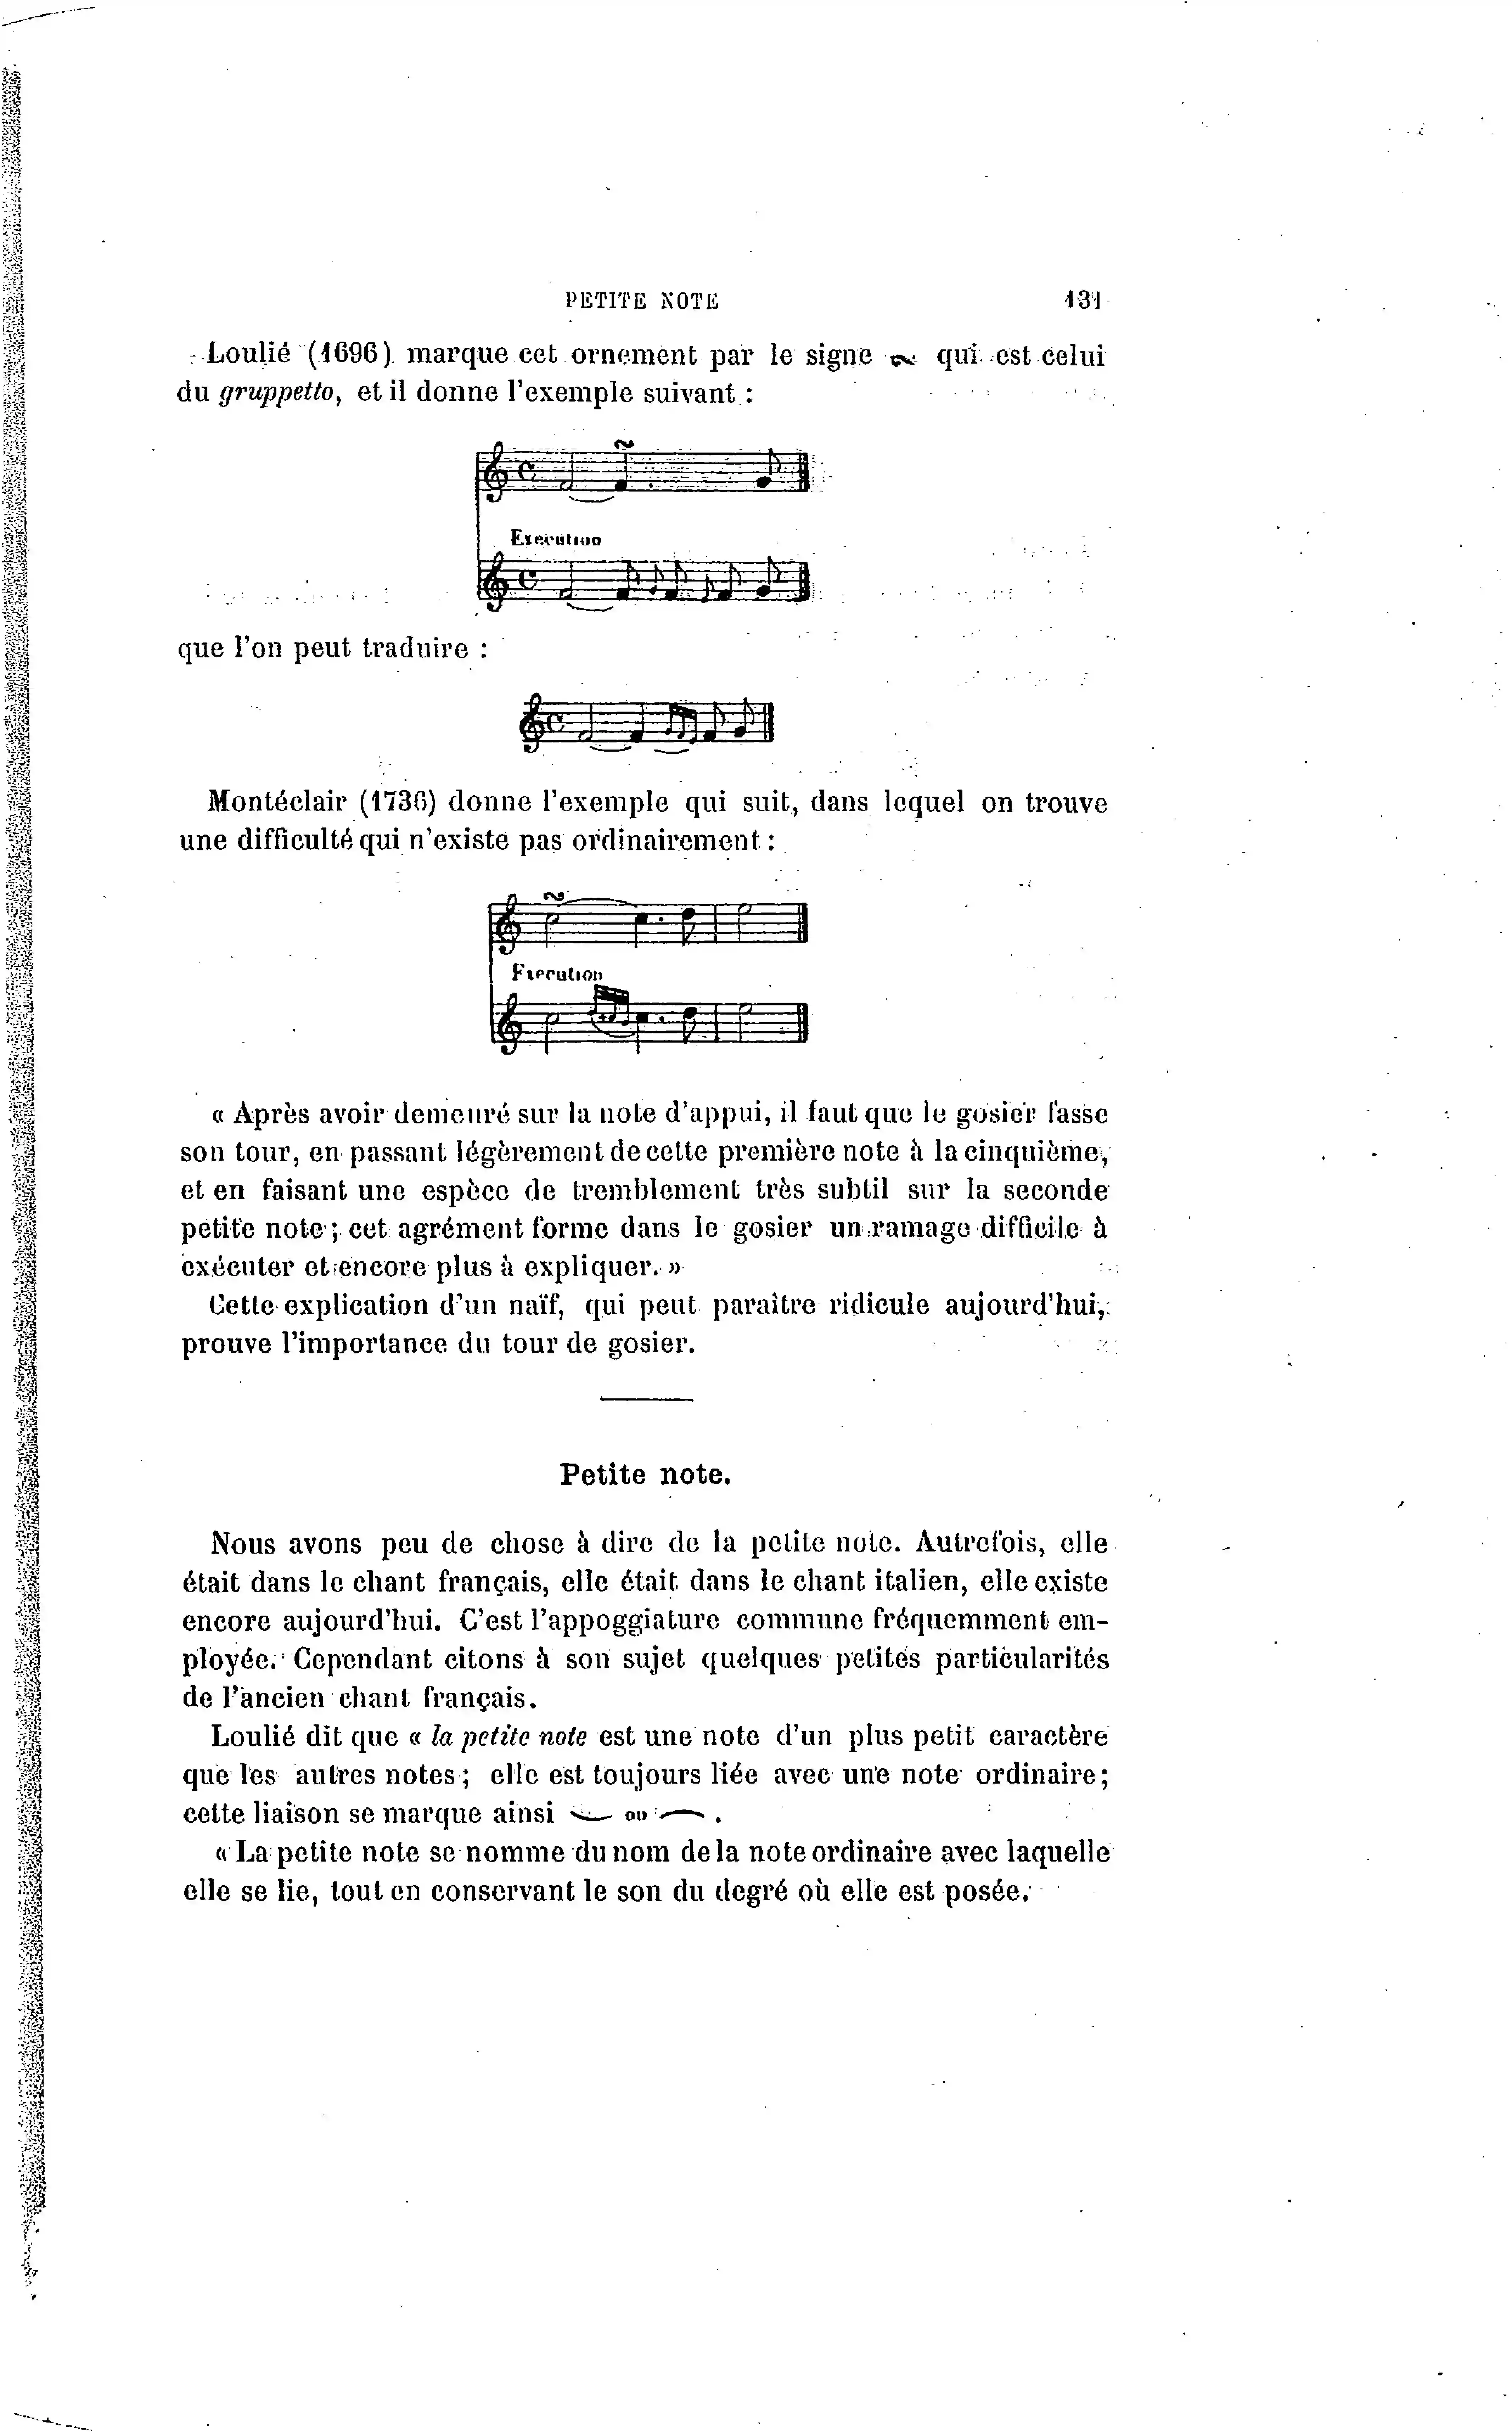 PETITE NOTE 131
Loulié (1696) marque cet ornement par le signe qui est celui
du gruppetto, et il donne l'exemple suivant :
Execution
que l'on peut traduire :
Montéclair (1736) donne l'exemple qui suit, dans lequel on trouve
une difficulté qui n'existe pas ordinairement :
Execution
« Après avoir demeuré sur la note d'appui, il faut que le gosier fasse
son tour, en passant légèrement de cette première note à la cinquième,
et en faisant une espèce de tremblement très subtil sur la seconde
petite note ; cet agrément forme dans le gosier un ramage difficile à
exécuter et encore plus à expliquer. »
Cette explication d'un naïf, qui peut paraître ridicule aujourd'hui,
prouve l'importance du tour de gosier.
Petite note.
Nous avons peu de chose à dire de la petite note. Autrefois, elle
était dans le chant français, elle était dans le chant italien, elle existe
encore aujourd'hui. C'est l'appoggiature commune fréquemment em-
ployée. Cependant citons à son sujet quelques petites particularités
de l'ancien chant français.
Loulié dit que « la petite note est une note d'un plus petit caractère
que les autres notes ; elle est toujours liée avec une note ordinaire ;
cette liaison se marque ainsi ou .
« La petite note se nomme du nom de la note ordinaire avec laquelle
elle se lie, tout en conservant le son du degré où elle est posée.